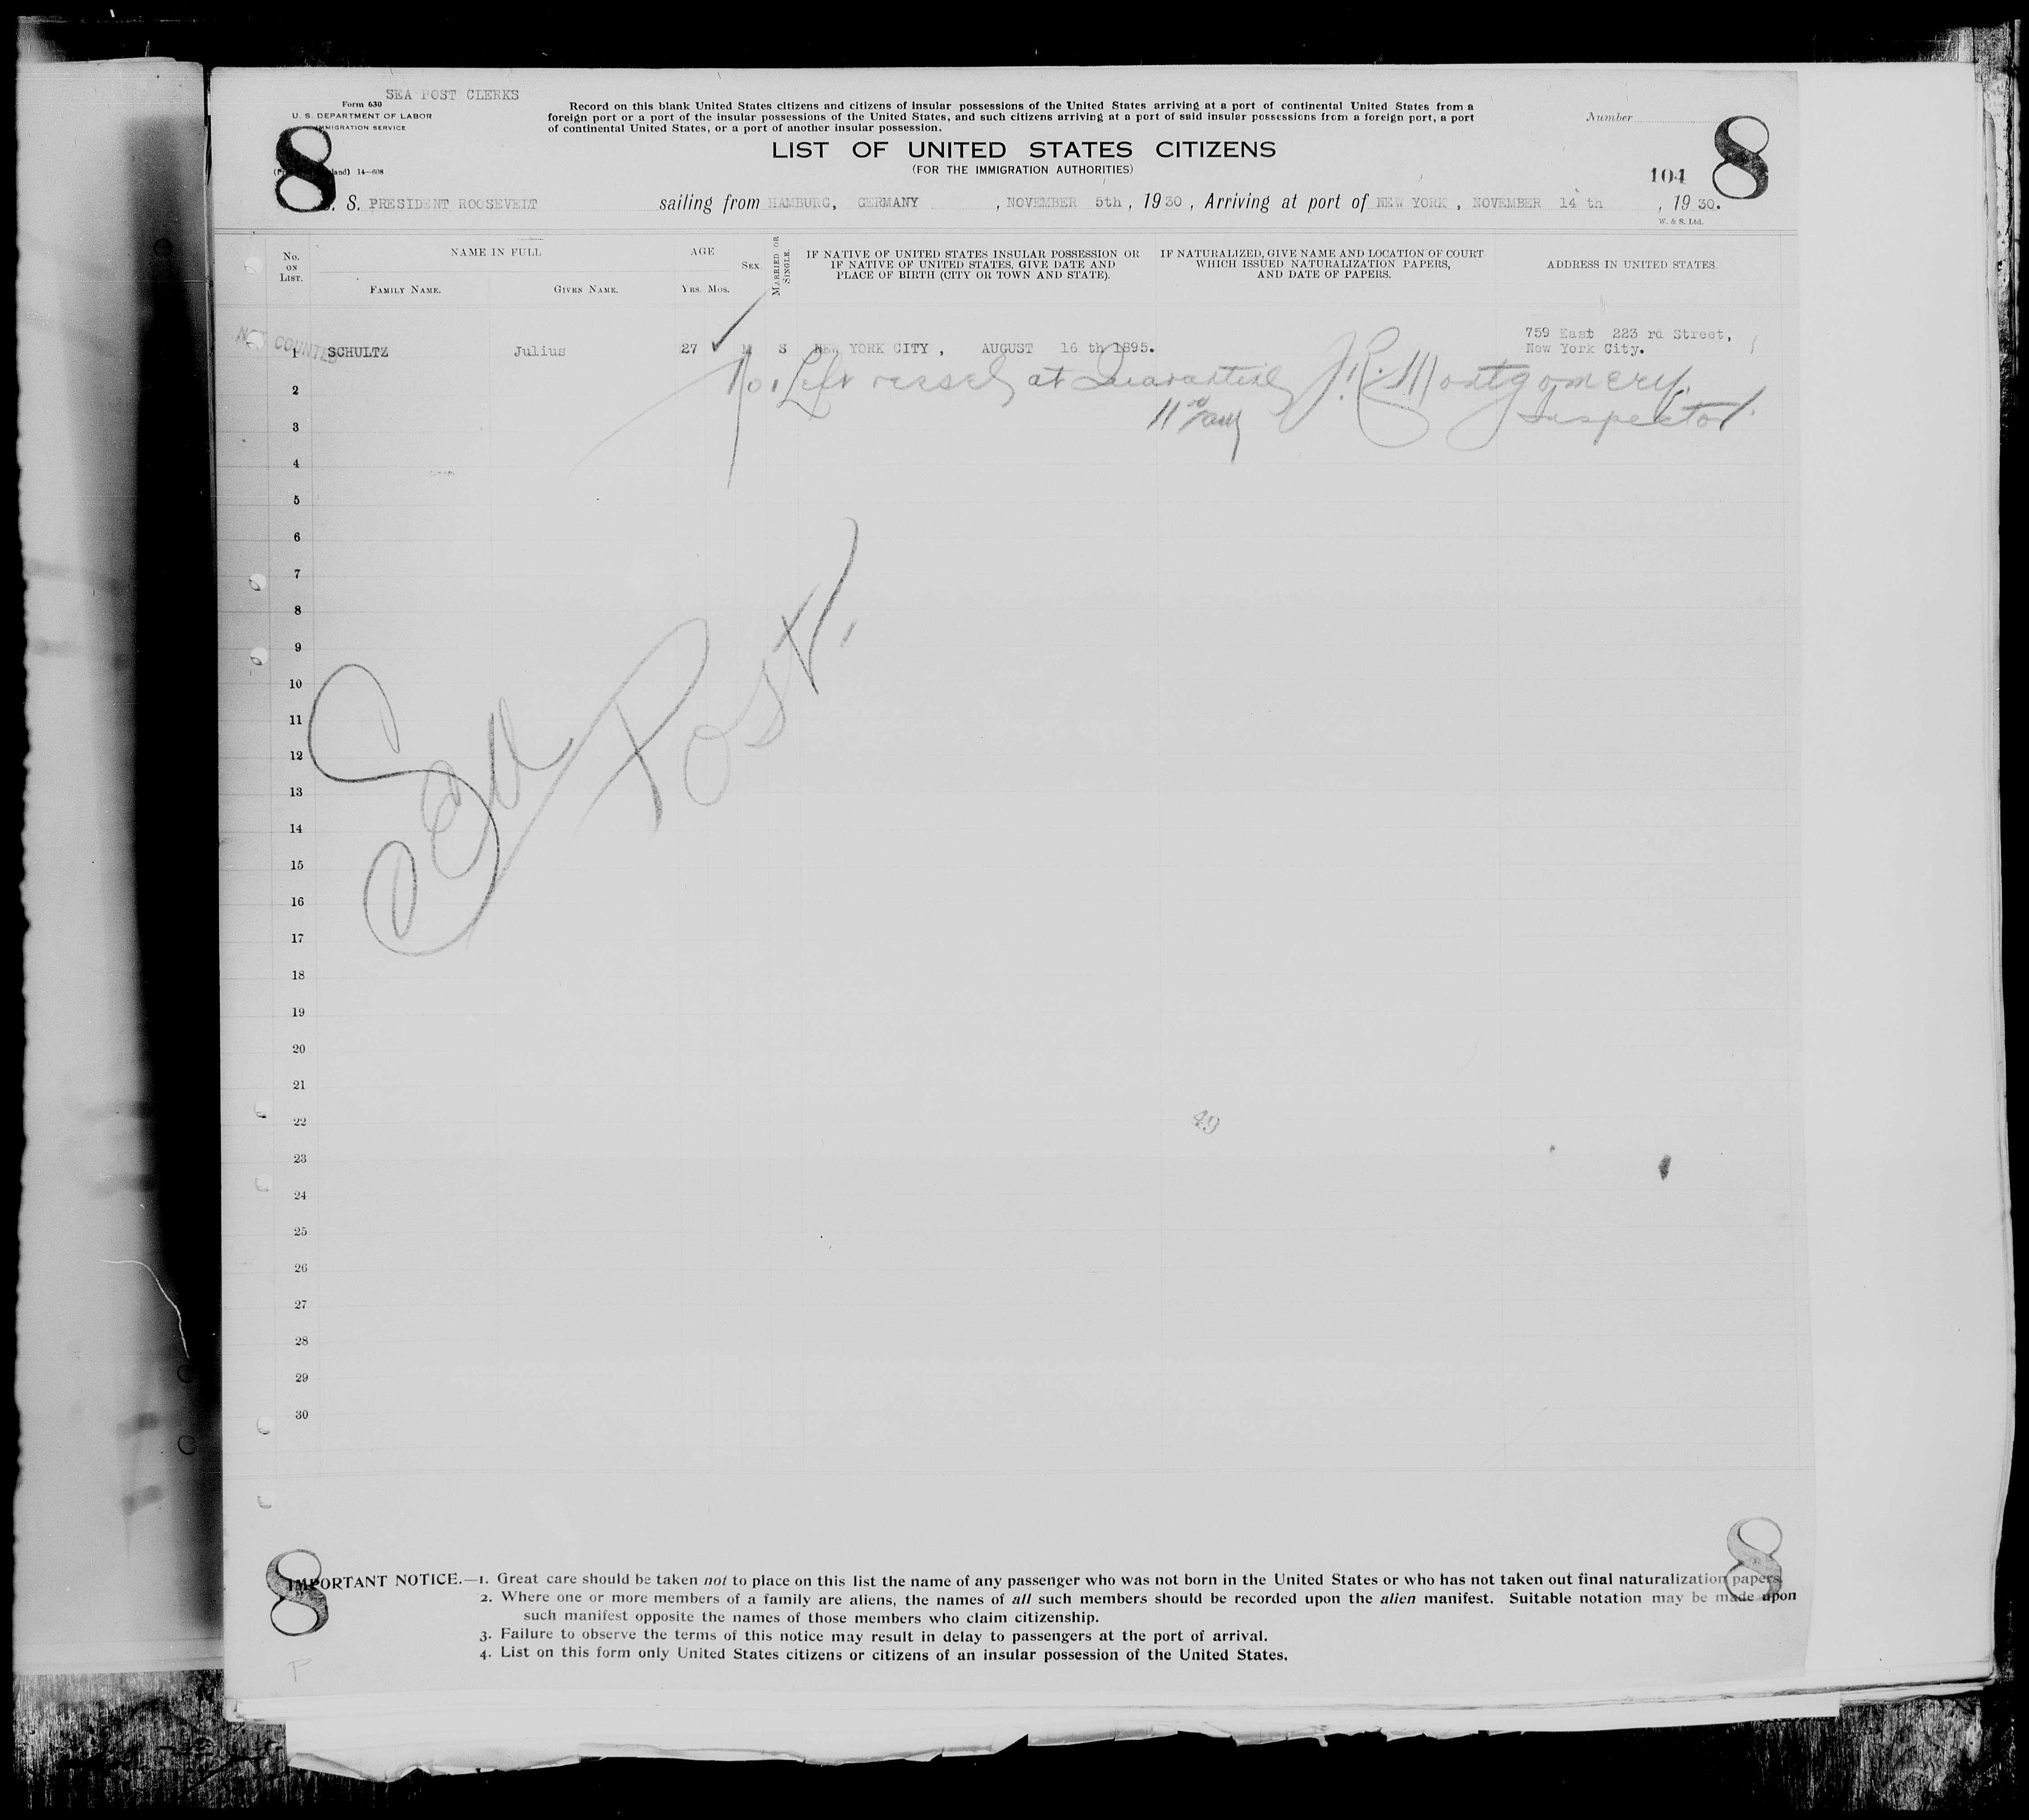 SEA POST CLERKS
Form 630
U. S. DEPARTMENT OF LABOR
IMMIGRATION SERVICE
8
14—608
Record on this blank United States citizens and citizens of insular possessions of the United States arriving at a port of continental United States from a
foreign port or a port of the insular possessions of the United States, and such citizens arriving at a port of said insular possessions from a foreign port, a port
of continental United States, or a port of another insular possession.
Number
8
LIST OF UNITED STATES CITIZENS
(FOR THE IMMIGRATION AUTHORITIES)
104
S. PRESIDENT ROOSEVELT sailing from HAMBURG, GERMANY , NOVEMBER 5th , 1930 , Arriving at port of NEW YORK , NOVEMBER 14 th , 19 30.
W. & S. Ltd.
No. ON LIST.
NAME IN FULL
FAMILY NAME.
GIVEN NAME.
AGE
YRS. MOS.
SEX.
MARRIED OR SINGLE.
IF NATIVE OF UNITED STATES INSULAR POSSESSION OR
IF NATIVE OF UNITED STATES, GIVE DATE AND
PLACE OF BIRTH (CITY OR TOWN AND STATE).
IF NATURALIZED, GIVE NAME AND LOCATION OF COURT
WHICH ISSUED NATURALIZATION PAPERS,
AND DATE OF PAPERS.
ADDRESS IN UNITED STATES.
NOT COUNTED
759 East 223 rd Street,
1 SCHULTZ Julius 27 M S NEW YORK CITY , AUGUST 16 th 1895. New York City.
No. 1 Left vessel at Quarantine J.R. Montgomery.
2
11 Inspector.
3
4
5
6
7
8
9
10
11
12
Sea Post.
13
14
15
16
17
18
19
20
21
22
49
23
24
25
26
27
28
29
30
8
8
IMPORTANT NOTICE.—1. Great care should be taken not to place on this list the name of any passenger who was not born in the United States or who has not taken out final naturalization papers.
2. Where one or more members of a family are aliens, the names of all such members should be recorded upon the alien manifest. Suitable notation may be made upon
such manifest opposite the names of those members who claim citizenship.
3. Failure to observe the terms of this notice may result in delay to passengers at the port of arrival.
4. List on this form only United States citizens or citizens of an insular possession of the United States.
P